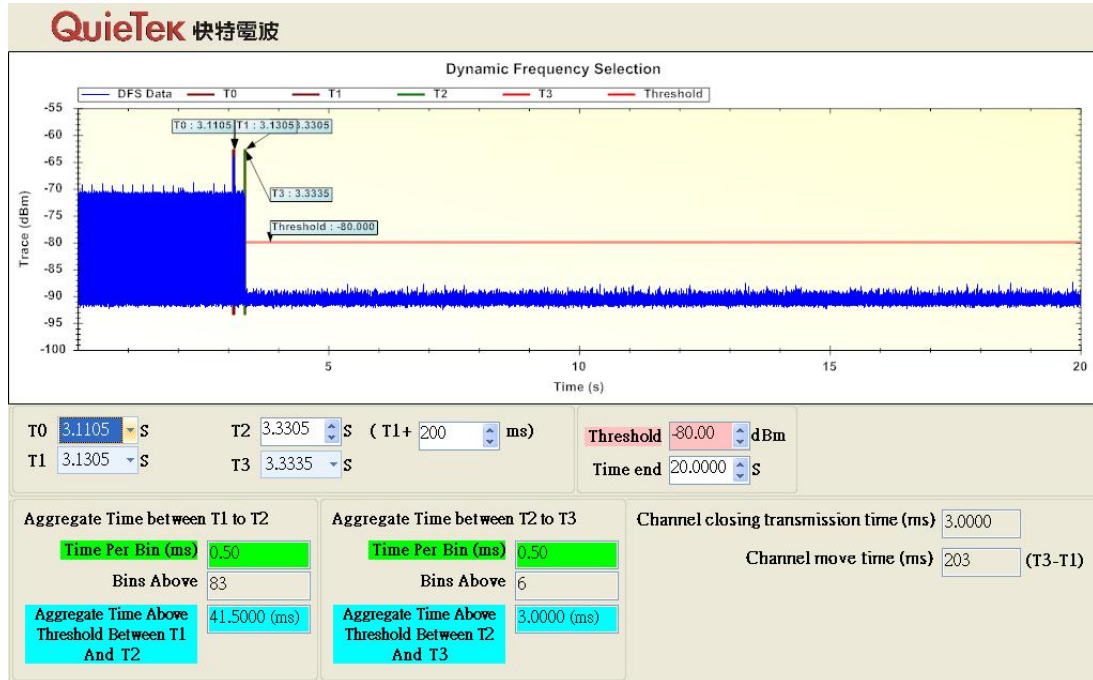 QuieTek 快特電波
Dynamic Frequency Selection
DFS Data T0 T1 T2 T3 Threshold
-55
-60
-65
-70
-75
-80
-85
-90
-95
-100
Trace (dBm)
T0 : 3.1105 T1 : 3.1305 3.3305
T3 : 3.3335
Threshold : -80.000
5 10 15 20
Time (s)
T0 3.1105 S T2 3.3305 S ( T1+ 200 ms)
T1 3.1305 S T3 3.3335 S
Threshold -80.00 dBm
Time end 20.0000 S
Aggregate Time between T1 to T2
Time Per Bin (ms) 0.50
Bins Above 83
Aggregate Time Above 41.5000 (ms)
Threshold Between T1
And T2
Aggregate Time between T2 to T3
Time Per Bin (ms) 0.50
Bins Above 6
Aggregate Time Above 3.0000 (ms)
Threshold Between T2
And T3
Channel closing transmission time (ms) 3.0000
Channel move time (ms) 203 (T3-T1)